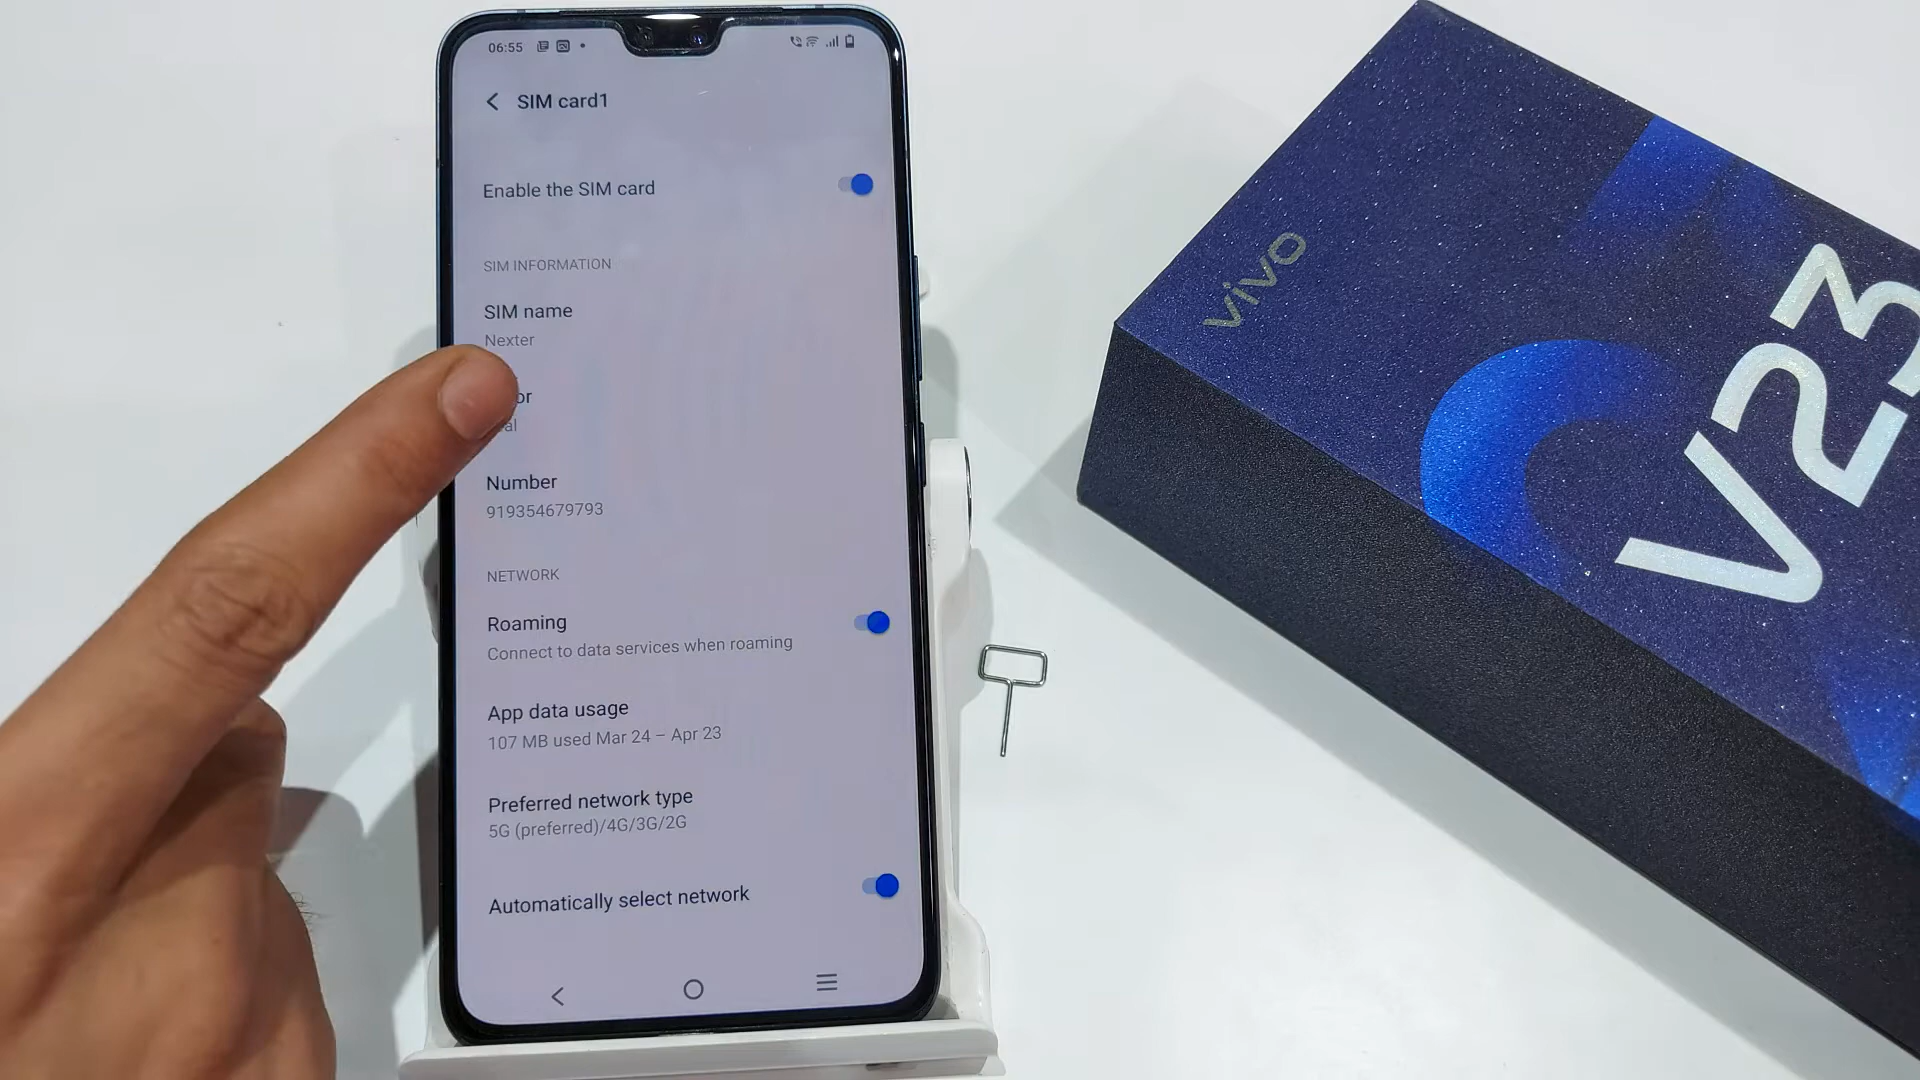 06:55
SIM card1
Enable the SIM card
SIM INFORMATION
SIM name
Nexter
Number
919354679793
NETWORK
Roaming
Connect to data services when roaming
App data usage
107 MB used Mar 24 – Apr 23
Preferred network type
5G (preferred)/4G/3G/2G
Automatically select network
vivo
V23